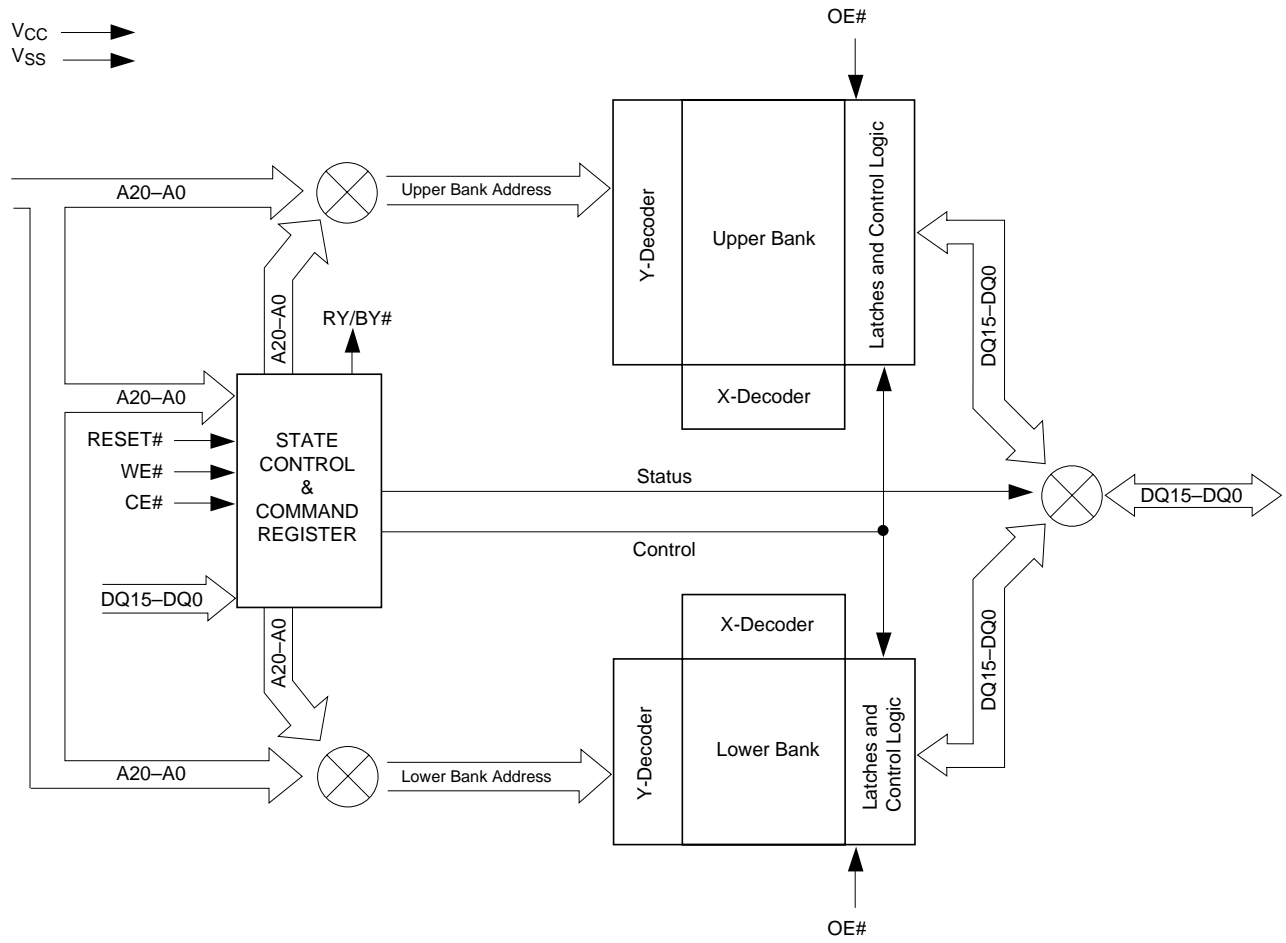 VCC
VSS
OE#
A20–A0
Upper Bank Address
Y-Decoder
Upper Bank
Latches and Control Logic
X-Decoder
DQ15–DQ0
A20–A0
RY/BY#
A20–A0
RESET#
WE#
CE#
STATE
CONTROL
&
COMMAND
REGISTER
Status
Control
DQ15–DQ0
DQ15–DQ0
A20–A0
X-Decoder
DQ15–DQ0
A20–A0
Lower Bank Address
Y-Decoder
Lower Bank
Latches and
Control Logic
OE#